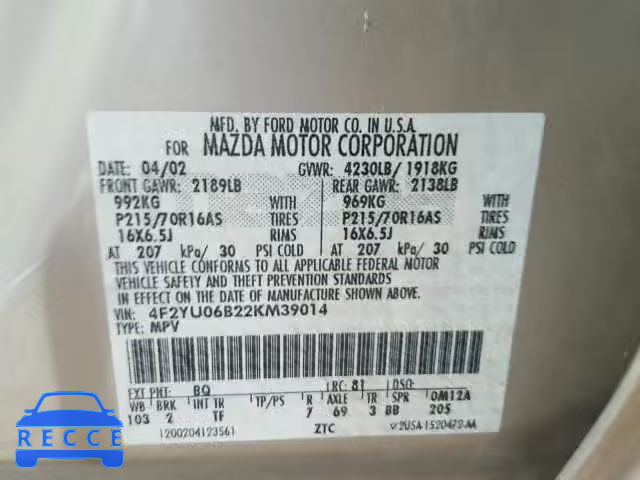 MFD. BY FORD MOTOR CO. IN U.S.A.
FOR MAZDA MOTOR CORPORATION
DATE: 04/02 GVWR: 4230LB/ 1918KG
FRONT GAWR: 2189LB REAR GAWR: 2138LB
992KG WITH 969KG WITH
P215/70R16AS TIRES P215/70R16AS TIRES
16X6.5J RIMS 16X6.5J RIMS
AT 207 kPa/ 30 PSI COLD AT 207 kPa/ 30 PSI COLD
THIS VEHICLE CONFORMS TO ALL APPLICABLE FEDERAL MOTOR
VEHICLE SAFETY AND THEFT PREVENTION STANDARDS
IN EFFECT ON THE DATE OF MANUFACTURE SHOWN ABOVE.
VIN: 4F2YU06B22KM39014
TYPE: MPV
EXT PNT: BQ RC: 81 DSO:
WB BRK INT TR TP/PS R AXLE TR SPR 0M12A
103 2 TF 7 69 3 BB 205
1200204123561 ZTC
RECCE